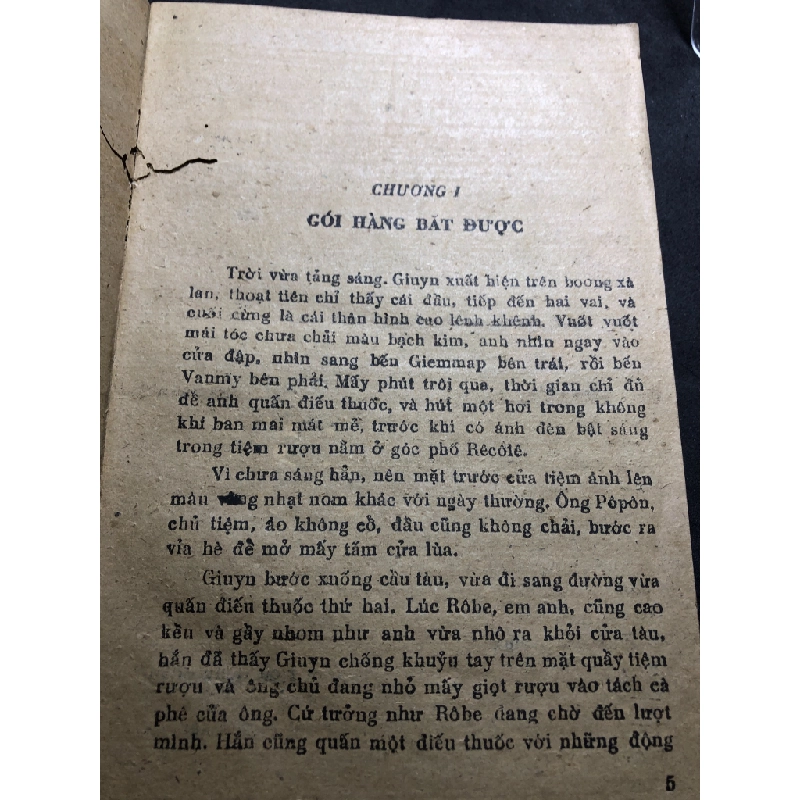 CHƯƠNG I
GÓI HÀNG BẮT ĐƯỢC
Trời vừa tảng sáng. Giuyn xuất hiện trên boong xà
lan, thoạt tiên chỉ thấy cái đầu, tiếp đến hai vai, và
cuối cùng là cái thân hình cao lênh khênh. Vuốt vuốt
mái tóc chưa chải màu bạch kim, anh nhìn ngay vào
cửa đập, nhìn sang bến Giemmap bên trái, rồi bến
Vanmy bên phải. Mấy phút trôi qua, thời gian chỉ đủ
để anh quấn điếu thuốc, và hút một hơi trong không
khí ban mai mát mẻ, trước khi có ánh đèn bật sáng
trong tiệm rượu nằm ở góc phố Rêcôlê.
Vì chưa sáng hẳn, nên mặt trước cửa tiệm ánh lên
màu vàng nhạt nom khác với ngày thường. Ông Pôpôn,
chủ tiệm, áo không cổ, đầu cũng không chải, bước ra
vỉa hè để mở mấy tấm cửa lùa.
Giuyn bước xuống cầu tàu, vừa đi sang đường vừa
quấn điếu thuốc thứ hai. Lúc Rôbe, em anh, cũng cao
kều và gầy nhom như anh vừa nhô ra khỏi cửa tàu,
hắn đã thấy Giuyn chống khuỷu tay trên mặt quầy tiệm
rượu và ông chủ đang nhỏ mấy giọt rượu vào tách cà
phê của ông. Cứ tưởng như Rôbe đang chờ đến lượt
mình. Hắn cũng quấn một điếu thuốc với những động
5